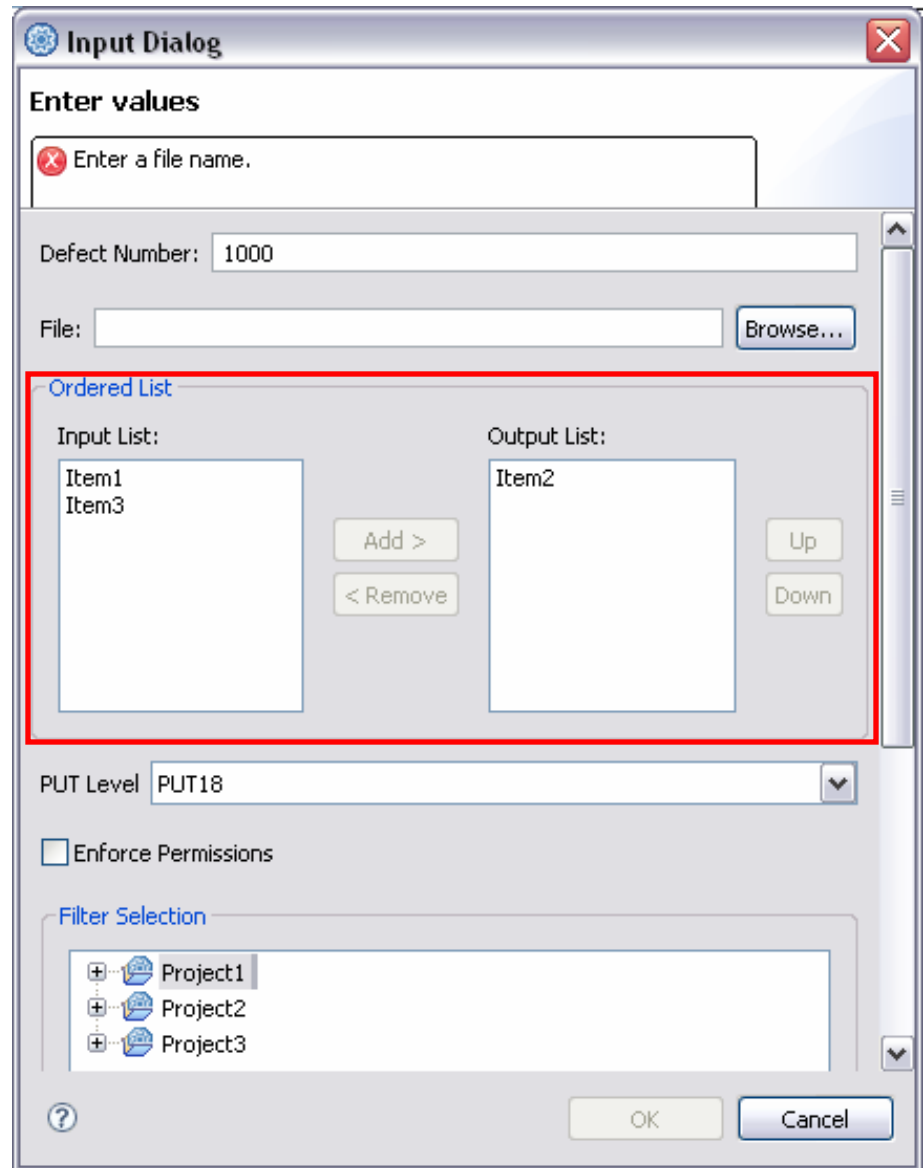 Input Dialog
Enter values
Enter a file name.
Defect Number: 1000
File: Browse...
Ordered List
Input List: Output List:
Item1 Item2
Item3
Add > Up
< Remove Down
PUT Level PUT18
Enforce Permissions
Filter Selection
Project1
Project2
Project3
? OK Cancel